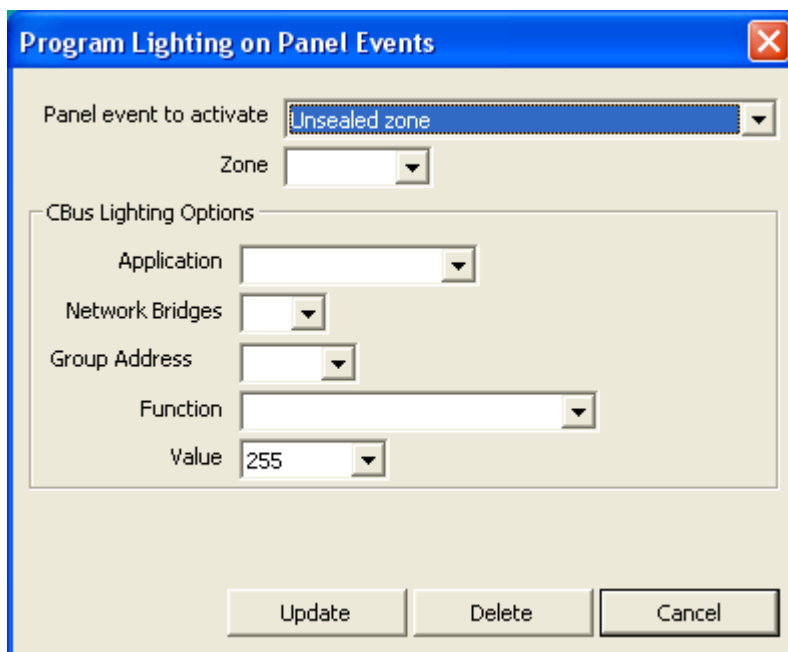 Program Lighting on Panel Events
Panel event to activate Unsealed zone
Zone
CBus Lighting Options
Application
Network Bridges
Group Address
Function
Value 255
Update Delete Cancel